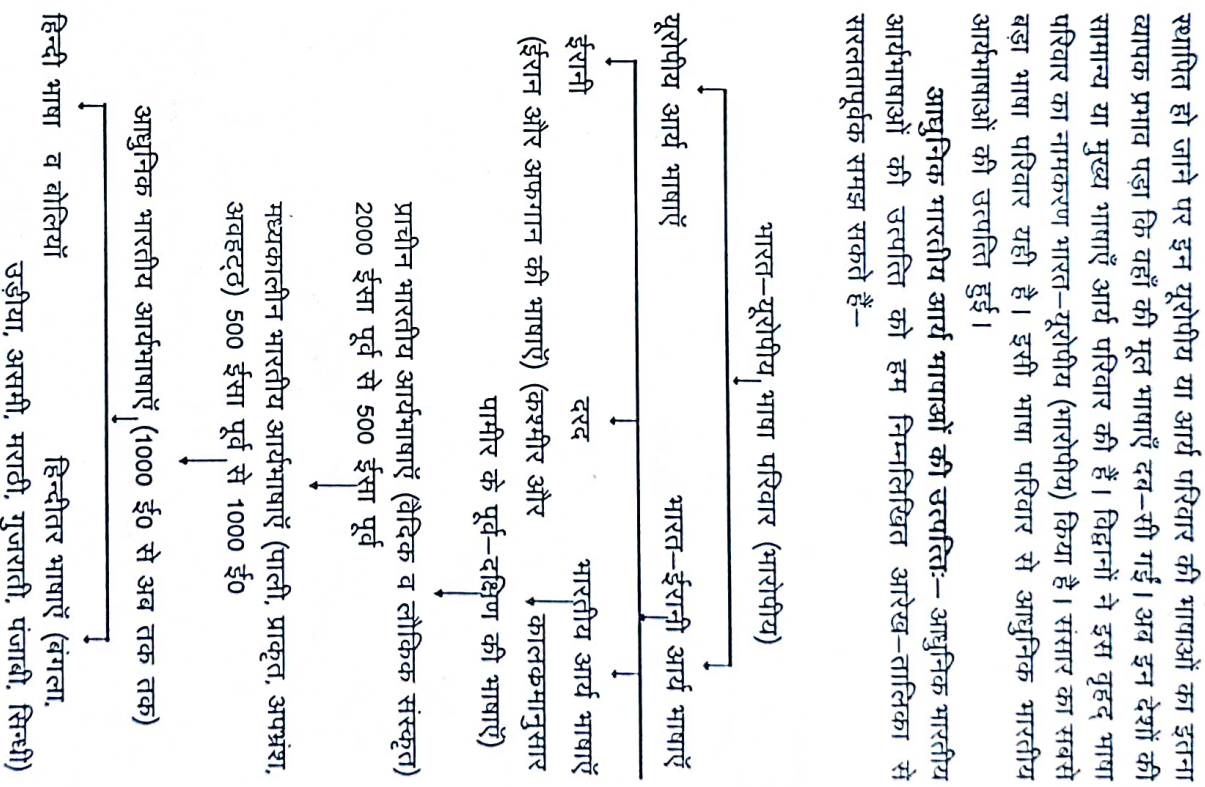 स्थापित हो जाने पर इन यूरोपीय या आर्य परिवार की भाषाओं का इतना
व्यापक प्रभाव पड़ा कि वहाँ की मूल भाषाएँ दब-सी गईं। अब इन देशों की
सामान्य या मुख्य भाषाएँ आर्य परिवार की हैं। विद्वानों ने इस वृहद् भाषा
परिवार का नामकरण भारत-यूरोपीय (भारोपीय) किया है। संसार का सबसे
बड़ा भाषा परिवार यही है। इसी भाषा परिवार से आधुनिक भारतीय
आर्यभाषाओं की उत्पत्ति हुई।
आधुनिक भारतीय आर्य भाषाओं की उत्पत्तिः- आधुनिक भारतीय
आर्यभाषाओं की उत्पत्ति को हम निम्नलिखित आरेख-तालिका से
सरलतापूर्वक समझ सकते हैं-
भारत-यूरोपीय भाषा परिवार (भारोपीय)
यूरोपीय आर्य भाषाएँ भारत-ईरानी आर्य भाषाएँ
ईरानी दरद भारतीय आर्य भाषाएँ
(ईरान और अफगान की भाषाएँ) (कश्मीर और कालक्रमानुसार
पामीर के पूर्व-दक्षिण की भाषाएँ)
प्राचीन भारतीय आर्यभाषाएँ (वैदिक व लौकिक संस्कृत)
2000 ईसा पूर्व से 500 ईसा पूर्व
मध्यकालीन भारतीय आर्यभाषाएँ (पाली, प्राकृत, अपभ्रंश,
अवहट्ठ) 500 ईसा पूर्व से 1000 ई0
आधुनिक भारतीय आर्यभाषाएँ (1000 ई0 से अब तक तक)
हिन्दी भाषा व बोलियाँ हिन्दीतर भाषाएँ (बंगला,
उड़ीया, असमी, मराठी, गुजराती, पंजाबी, सिन्धी)